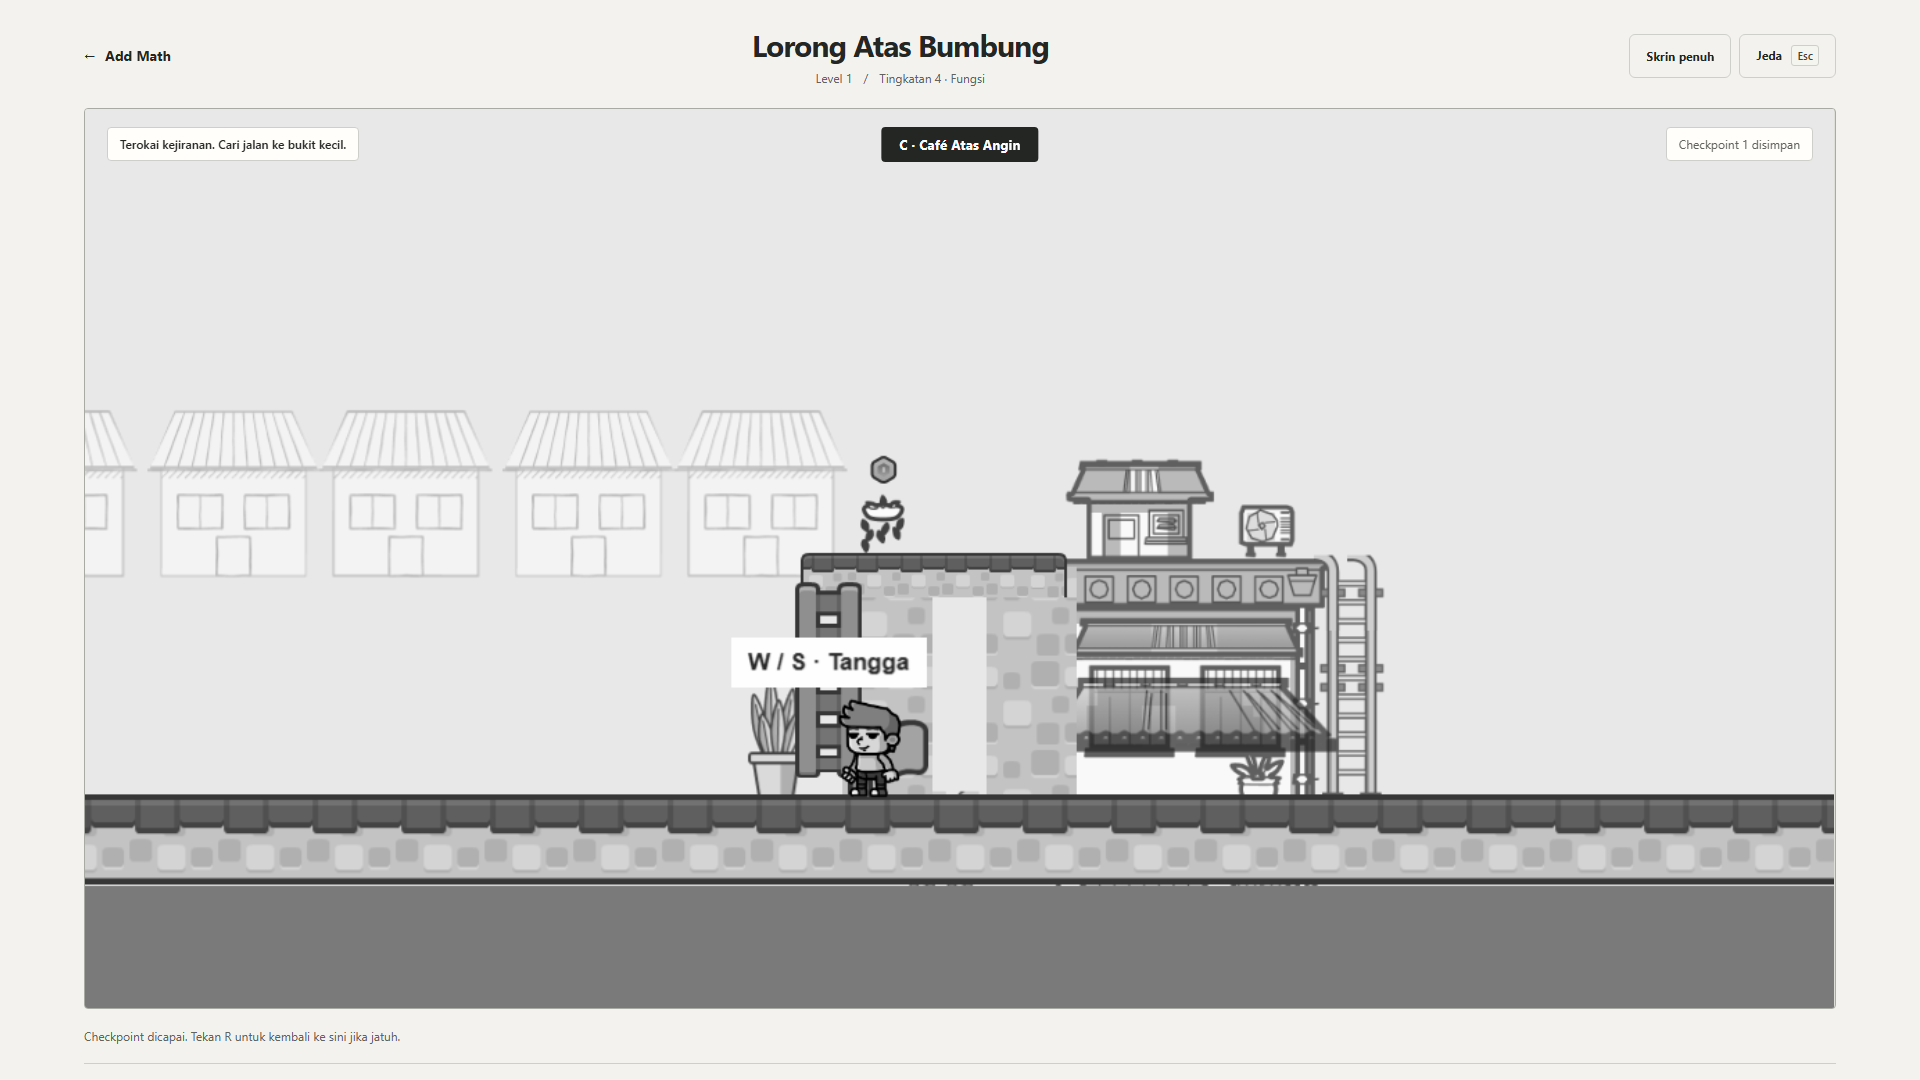 ← Add Math
Lorong Atas Bumbung
Level 1 / Tingkatan 4 · Fungsi
Skrin penuh
Jeda Esc
Terokai kejiranan. Cari jalan ke bukit kecil.
C · Café Atas Angin
Checkpoint 1 disimpan
W / S · Tangga
Checkpoint dicapai. Tekan R untuk kembali ke sini jika jatuh.